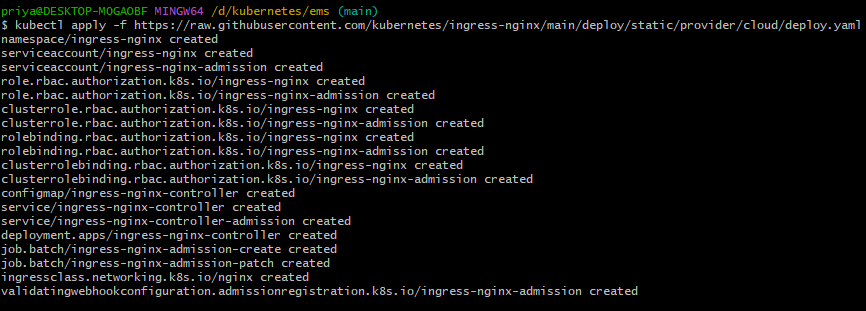 priya@DESKTOP-MOGAOBF MINGW64 /d/kubernetes/ems (main)
$ kubectl apply -f https://raw.githubusercontent.com/kubernetes/ingress-nginx/main/deploy/static/provider/cloud/deploy.yaml
namespace/ingress-nginx created
serviceaccount/ingress-nginx created
serviceaccount/ingress-nginx-admission created
role.rbac.authorization.k8s.io/ingress-nginx created
role.rbac.authorization.k8s.io/ingress-nginx-admission created
clusterrole.rbac.authorization.k8s.io/ingress-nginx created
clusterrole.rbac.authorization.k8s.io/ingress-nginx-admission created
rolebinding.rbac.authorization.k8s.io/ingress-nginx created
rolebinding.rbac.authorization.k8s.io/ingress-nginx-admission created
clusterrolebinding.rbac.authorization.k8s.io/ingress-nginx created
clusterrolebinding.rbac.authorization.k8s.io/ingress-nginx-admission created
configmap/ingress-nginx-controller created
service/ingress-nginx-controller created
service/ingress-nginx-controller-admission created
deployment.apps/ingress-nginx-controller created
job.batch/ingress-nginx-admission-create created
job.batch/ingress-nginx-admission-patch created
ingressclass.networking.k8s.io/nginx created
validatingwebhookconfiguration.admissionregistration.k8s.io/ingress-nginx-admission created